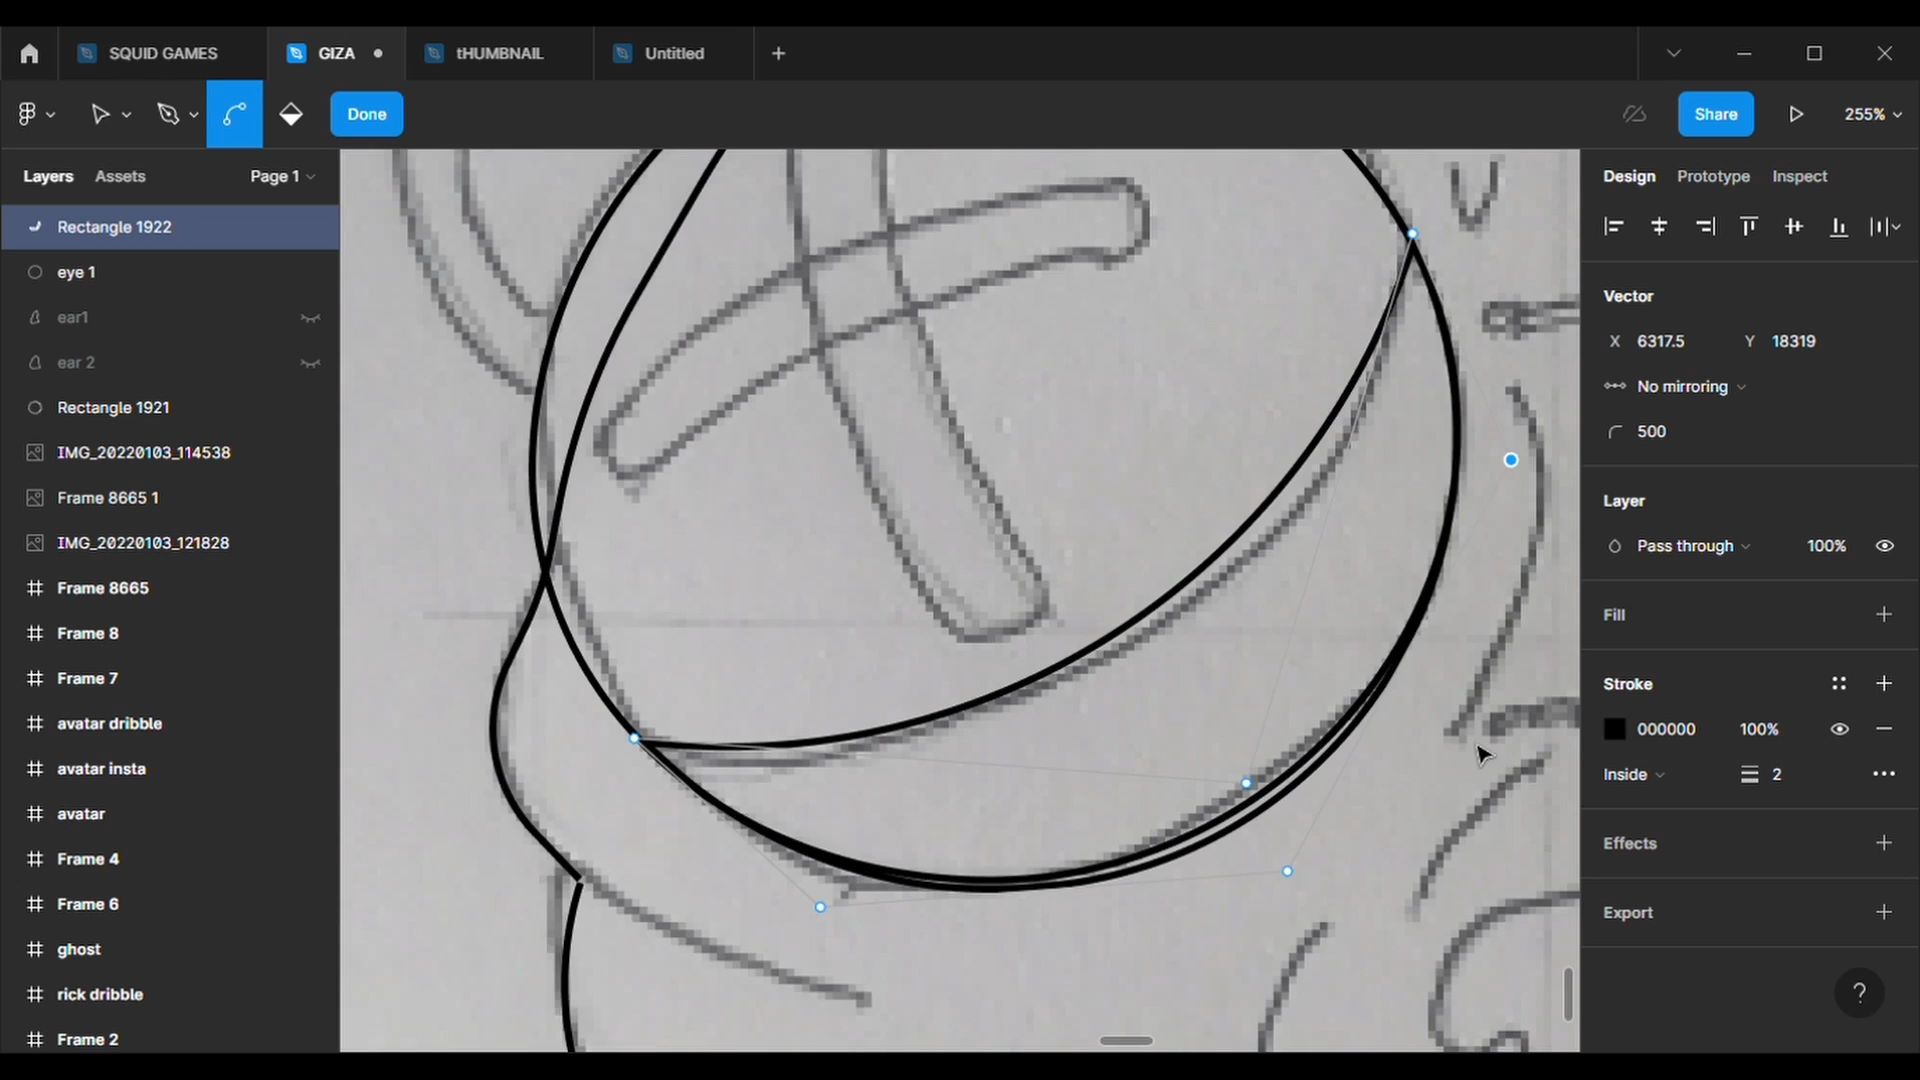 SQUID GAMES
GIZA
tHUMBNAIL
Untitled
Done
Share
255%
Layers
Assets
Page 1
Rectangle 1922
eye 1
ear1
ear 2
Rectangle 1921
IMG_20220103_114538
Frame 8665 1
IMG_20220103_121828
Frame 8665
Frame 8
Frame 7
avatar dribble
avatar insta
avatar
Frame 4
Frame 6
ghost
rick dribble
Frame 2
Design
Prototype
Inspect
Vector
X 6317.5 Y 18319
No mirroring
500
Layer
Pass through 100%
Fill
Stroke
000000 100%
Inside 2
Effects
Export
?